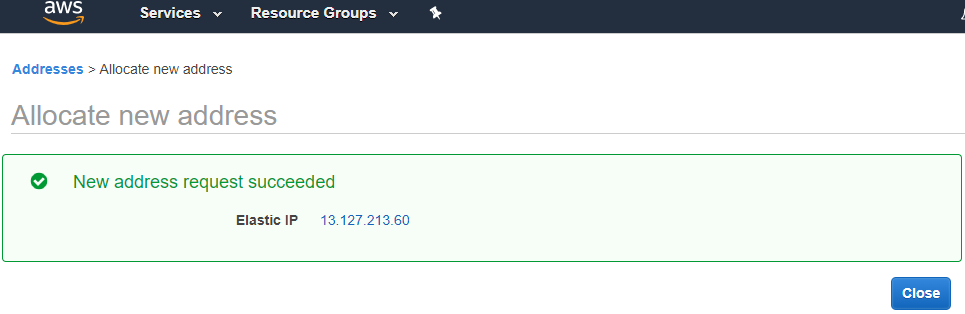 aws Services Resource Groups
Addresses > Allocate new address
Allocate new address
New address request succeeded
Elastic IP 13.127.213.60
Close